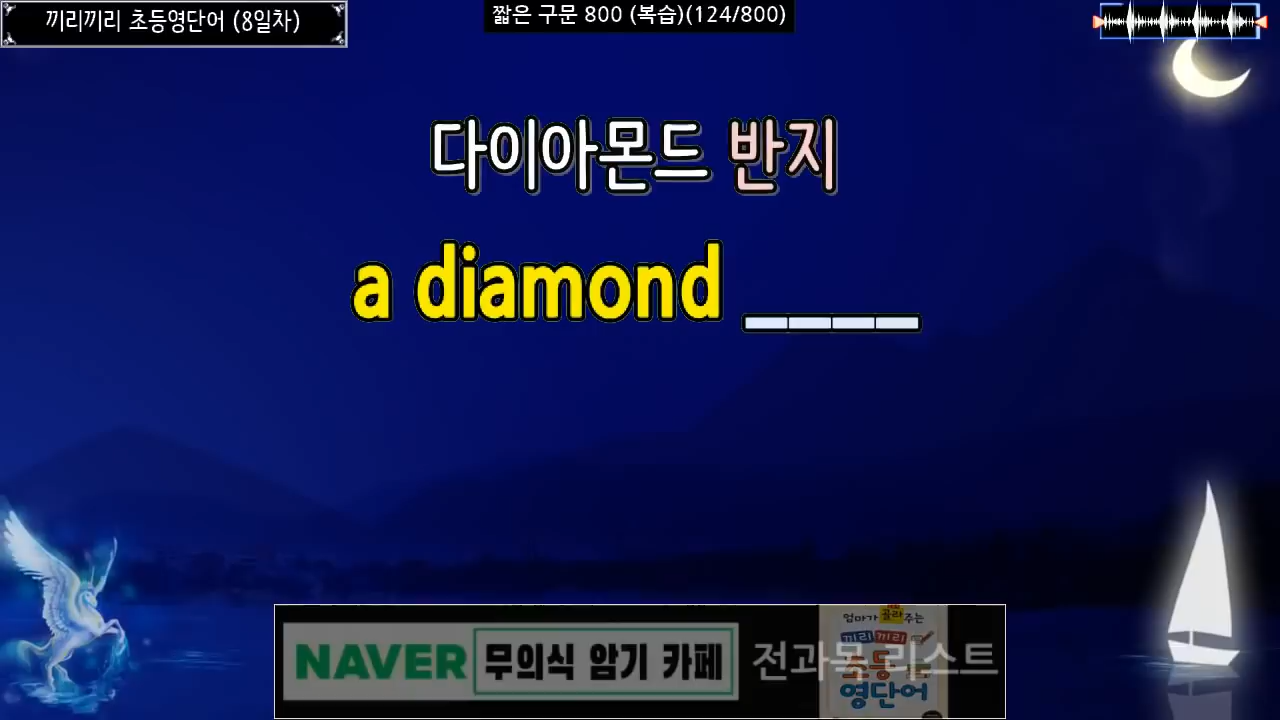 끼리끼리 초등영단어 (8일차)
짧은 구문 800 (복습)(124/800)
다이아몬드 반지
a diamond ____
NAVER 무의식 암기 카페
전과목 리스트
엄마가 골라주는
끼리끼리
초등
영단어